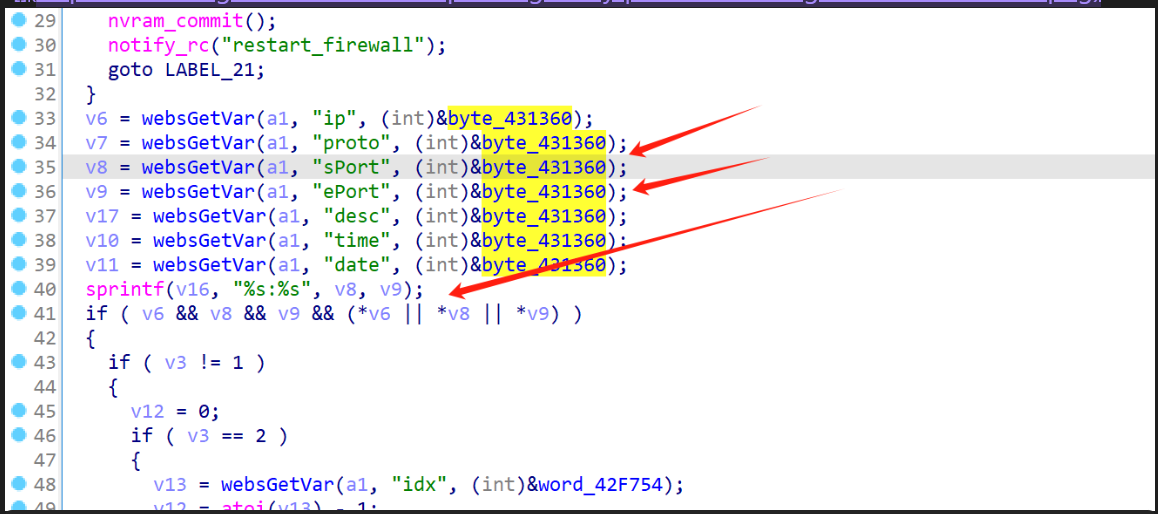 29 nvram_commit();
30 notify_rc("restart_firewall");
31 goto LABEL_21;
32 }
33 v6 = websGetVar(a1, "ip", (int)&byte_431360);
34 v7 = websGetVar(a1, "proto", (int)&byte_431360);
35 v8 = websGetVar(a1, "sPort", (int)&byte_431360);
36 v9 = websGetVar(a1, "ePort", (int)&byte_431360);
37 v17 = websGetVar(a1, "desc", (int)&byte_431360);
38 v10 = websGetVar(a1, "time", (int)&byte_431360);
39 v11 = websGetVar(a1, "date", (int)&byte_431360);
40 sprintf(v16, "%s:%s", v8, v9);
41 if ( v6 && v8 && v9 && (*v6 || *v8 || *v9) )
42 {
43 if ( v3 != 1 )
44 {
45 v12 = 0;
46 if ( v3 == 2 )
47 {
48 v13 = websGetVar(a1, "idx", (int)&word_42F754);
49 v12 = atoi(v13) - 1;